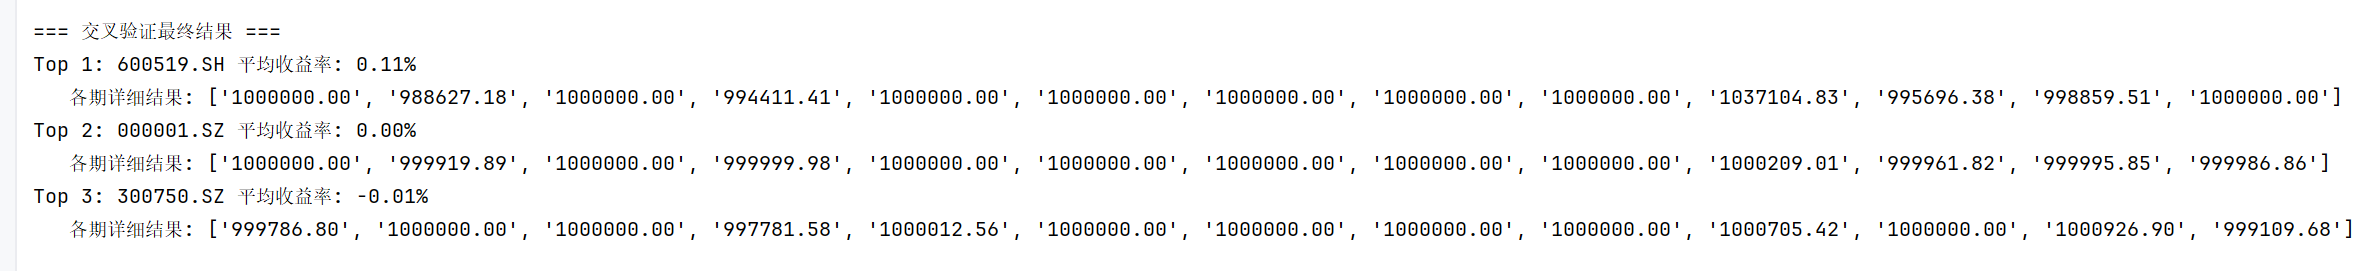 === 交叉验证最终结果 ===
Top 1: 600519.SH 平均收益率: 0.11%
各期详细结果: ['1000000.00', '988627.18', '1000000.00', '994411.41', '1000000.00', '1000000.00', '1000000.00', '1000000.00', '1000000.00', '1037104.83', '995696.38', '998859.51', '1000000.00']
Top 2: 000001.SZ 平均收益率: 0.00%
各期详细结果: ['1000000.00', '999919.89', '1000000.00', '999999.98', '1000000.00', '1000000.00', '1000000.00', '1000000.00', '1000000.00', '1000209.01', '999961.82', '999995.85', '999986.86']
Top 3: 300750.SZ 平均收益率: -0.01%
各期详细结果: ['999786.80', '1000000.00', '1000000.00', '997781.58', '1000012.56', '1000000.00', '1000000.00', '1000000.00', '1000000.00', '1000705.42', '1000000.00', '1000926.90', '999109.68']